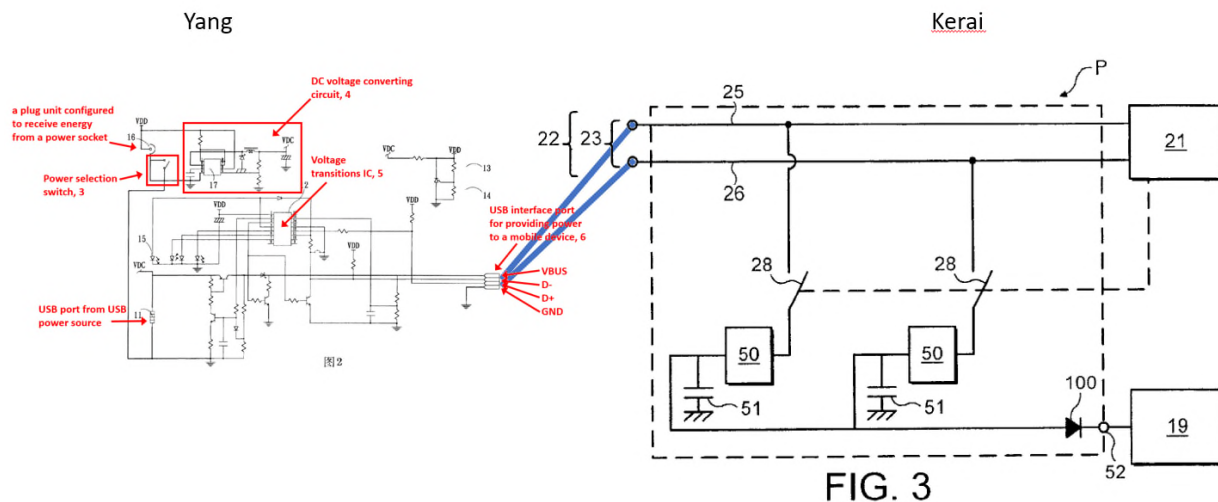 Yang
Kerai
DC voltage converting
circuit, 4
a plug unit configured
to receive energy
from a power socket
VDD
16
Power selection
switch, 3
17
VDC
Voltage
transitions IC, 5
2
VDC
VDD
13
14
USB interface port
for providing power
to a mobile device, 6
15
VDD
VDD
VDC
VBUS
D-
D+
GND
USB port from USB
power source
11
图2
P
25
22
23
21
26
28
28
50
50
51
51
100
19
52
FIG. 3